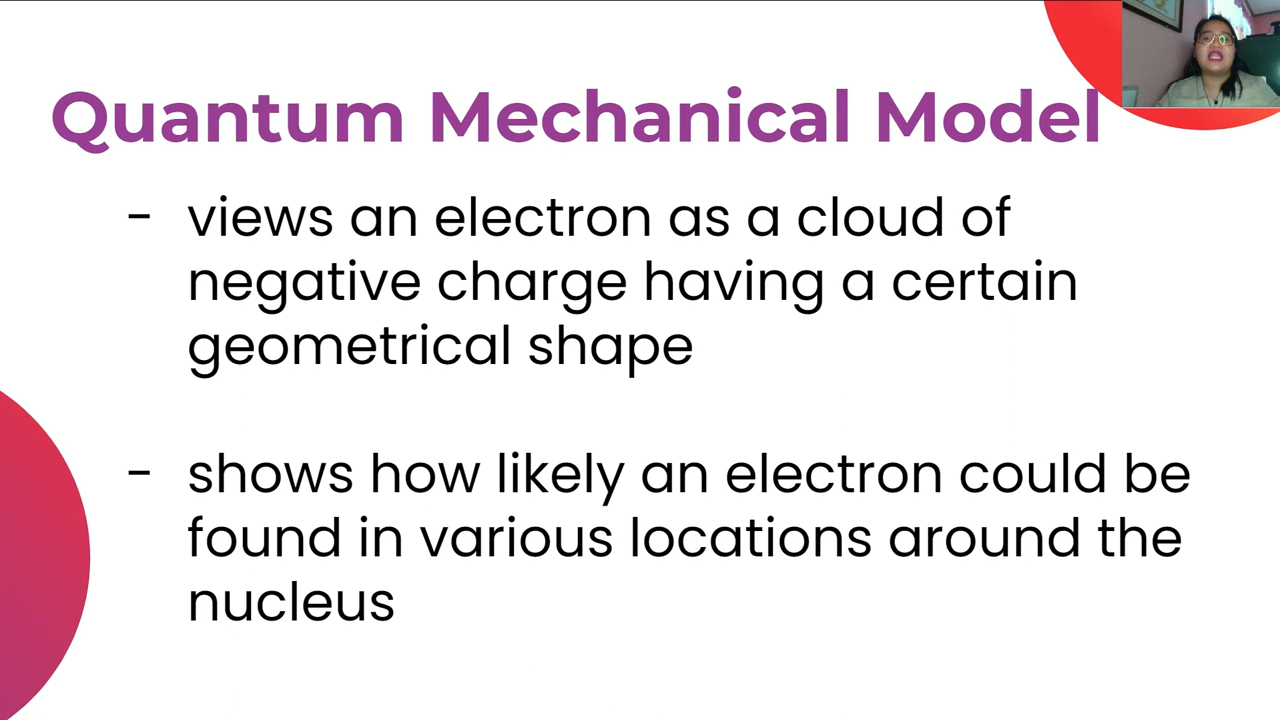 Quantum Mechanical Model
- views an electron as a cloud of
negative charge having a certain
geometrical shape
- shows how likely an electron could be
found in various locations around the
nucleus